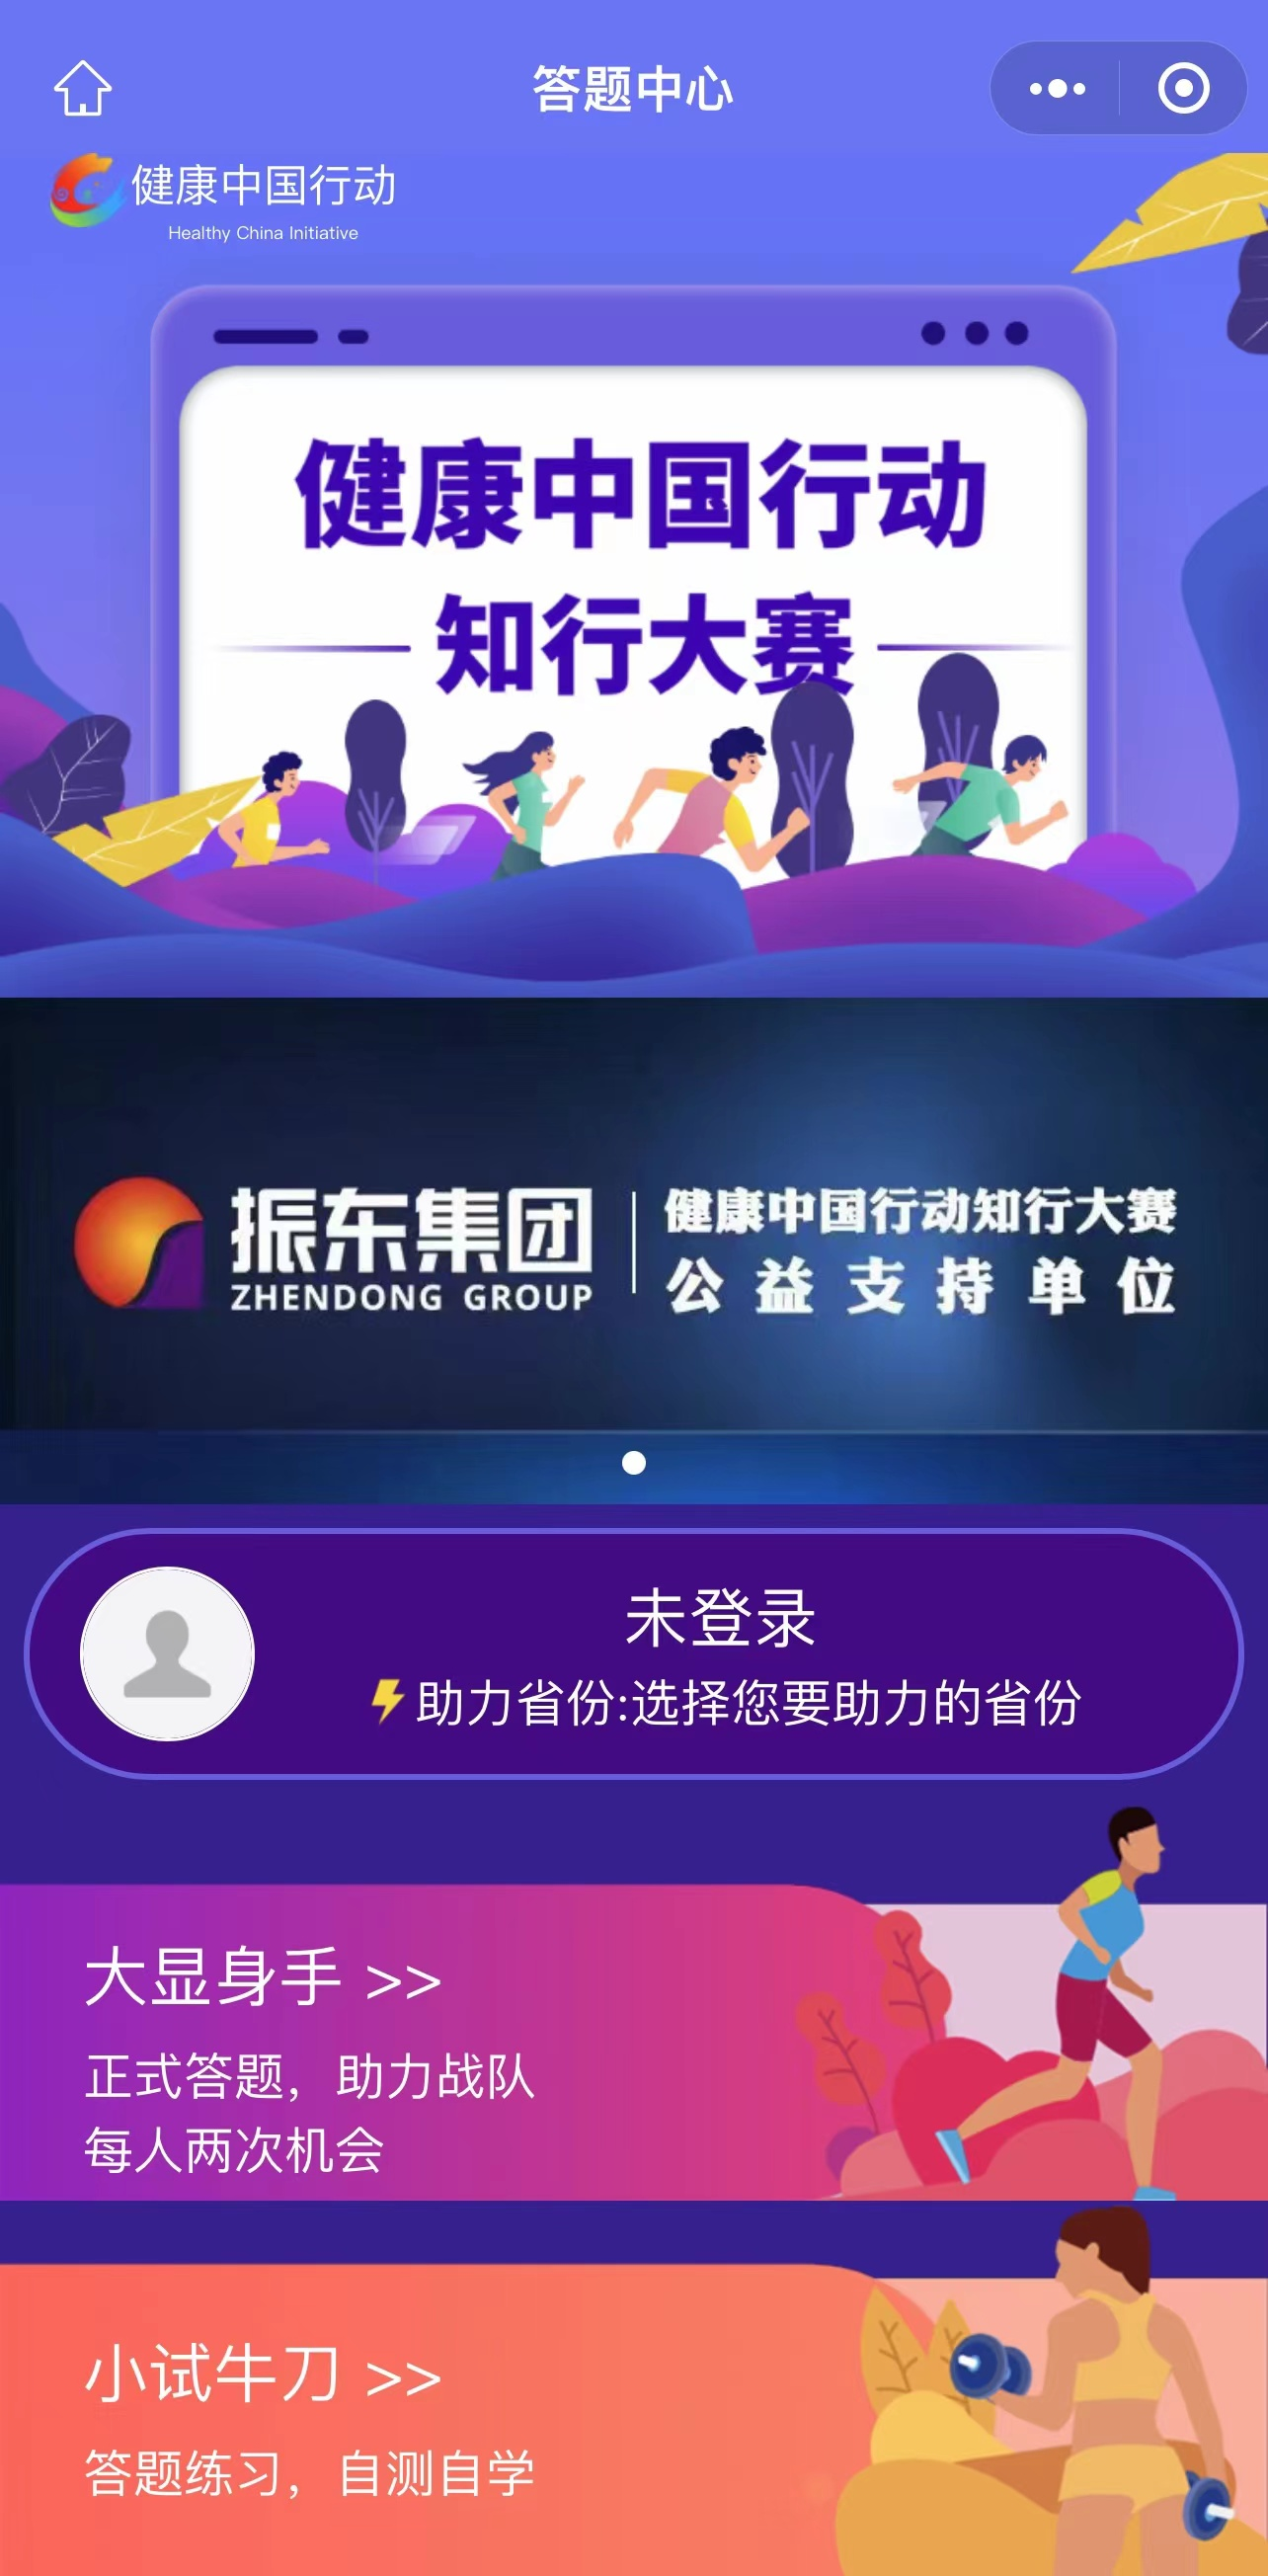 答题中心
健康中国行动
Healthy China Initiative
健康中国行动
知行大赛
振东集团
ZHENDONG GROUP
健康中国行动知行大赛
公益支持单位
未登录
助力省份:选择您要助力的省份
大显身手 >>
正式答题，助力战队
每人两次机会
小试牛刀 >>
答题练习，自测自学